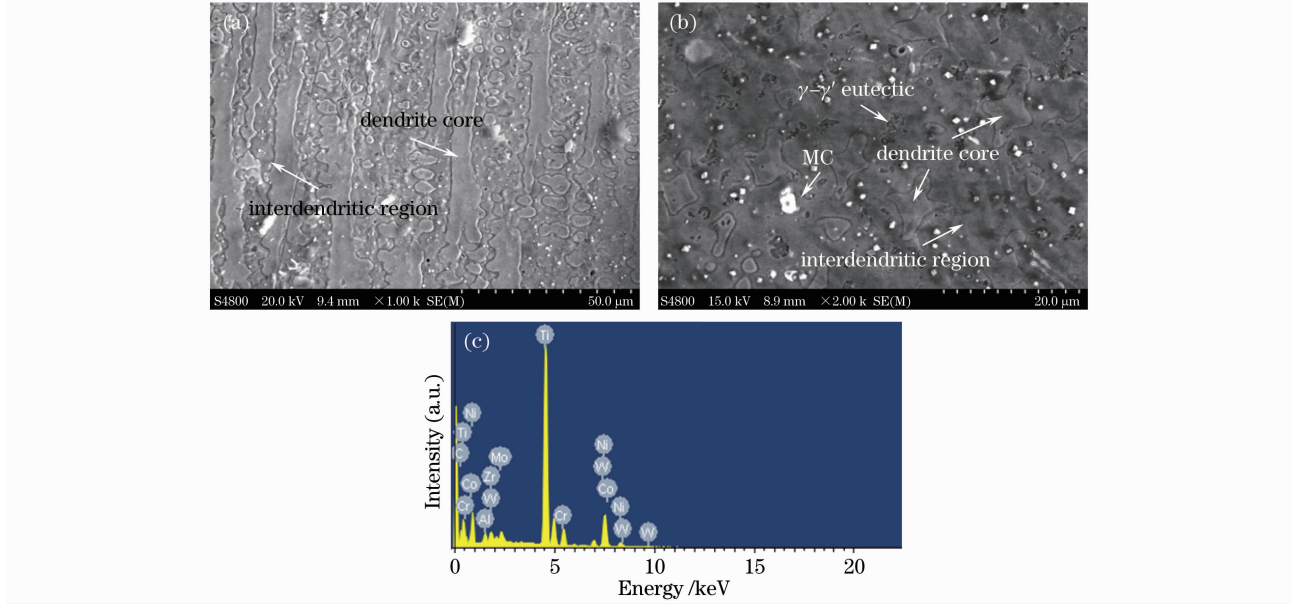 (a)
dendrite core
interdendritic region
S4800 20.0 kV 9.4 mm ×1.00 k SE(M) 50.0 μm
(b)
γ-γ′ eutectic
MC
dendrite core
interdendritic region
S4800 15.0 kV 8.9 mm ×2.00 k SE(M) 20.0 μm
(c)
Ti
Ni
Ti
C
Co
Cr
Mo
Zr
W
Al
Cr
Ni
W
Co
Ni
W
W
Intensity (a.u.)
0 5 10 15 20
Energy /keV